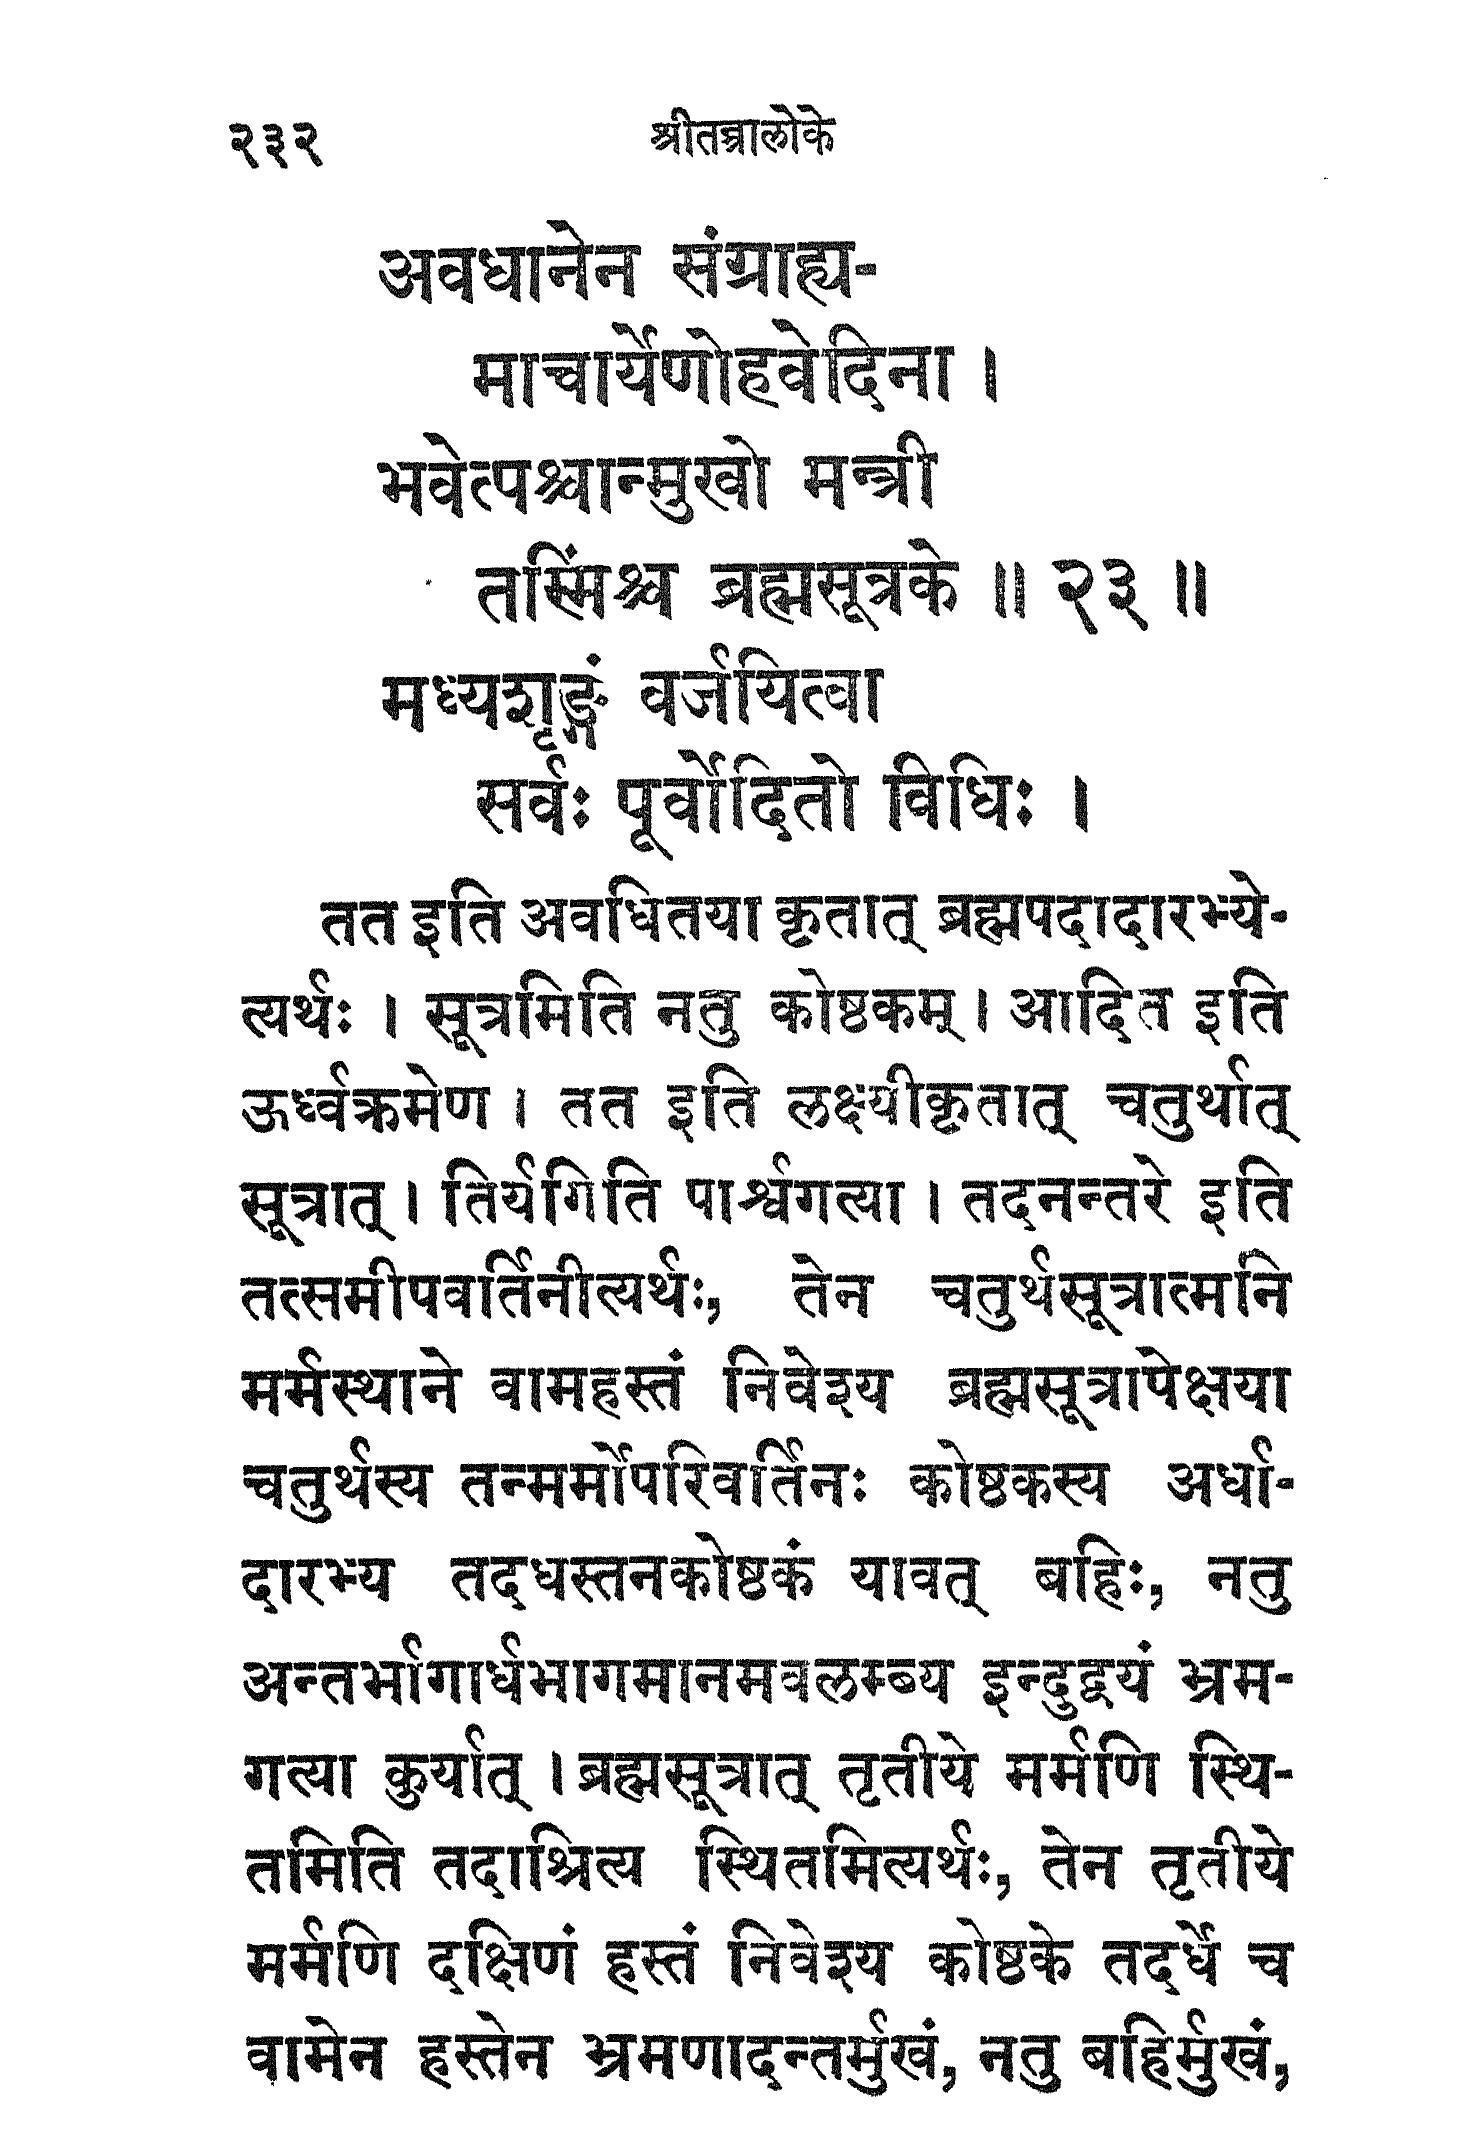 २३२ श्रीतन्त्रालोके
अवधानेन संग्राह्य-
माचार्येणोहवेदिना ।
भवेत्पश्चान्मुखो मन्त्री
तस्मिंश्च ब्रह्मसूत्रके ॥ २३ ॥
मध्यशृङ्गं वर्जयित्वा
सर्वः पूर्वोदितो विधिः ।
तत इति अवधितया कृतात् ब्रह्मपदादारभ्ये-
त्यर्थः । सूत्रमिति नतु कोष्ठकम् । आदित इति
ऊर्ध्वक्रमेण । तत इति लक्ष्यीकृतात् चतुर्थात्
सूत्रात् । तिर्यगिति पार्श्वगत्या । तदनन्तरे इति
तत्समीपवर्तिनीत्यर्थः, तेन चतुर्थसूत्रात्मनि
मर्मस्थाने वामहस्तं निवेश्य ब्रह्मसूत्रापेक्षया
चतुर्थस्य तन्मर्मोपरिवर्तिनः कोष्ठकस्य अर्धा-
दारभ्य तदधस्तनकोष्ठकं यावत् बहिः, नतु
अन्तर्भागार्धभागमानमवलम्ब्य इन्दुद्वयं भ्रम-
गत्या कुर्यात् । ब्रह्मसूत्रात् तृतीये मर्मणि स्थि-
तमिति तदाश्रित्य स्थितमित्यर्थः, तेन तृतीये
मर्मणि दक्षिणं हस्तं निवेश्य कोष्ठके तदर्धे च
वामेन हस्तेन भ्रमणादन्तर्मुखं, नतु बहिर्मुखं,